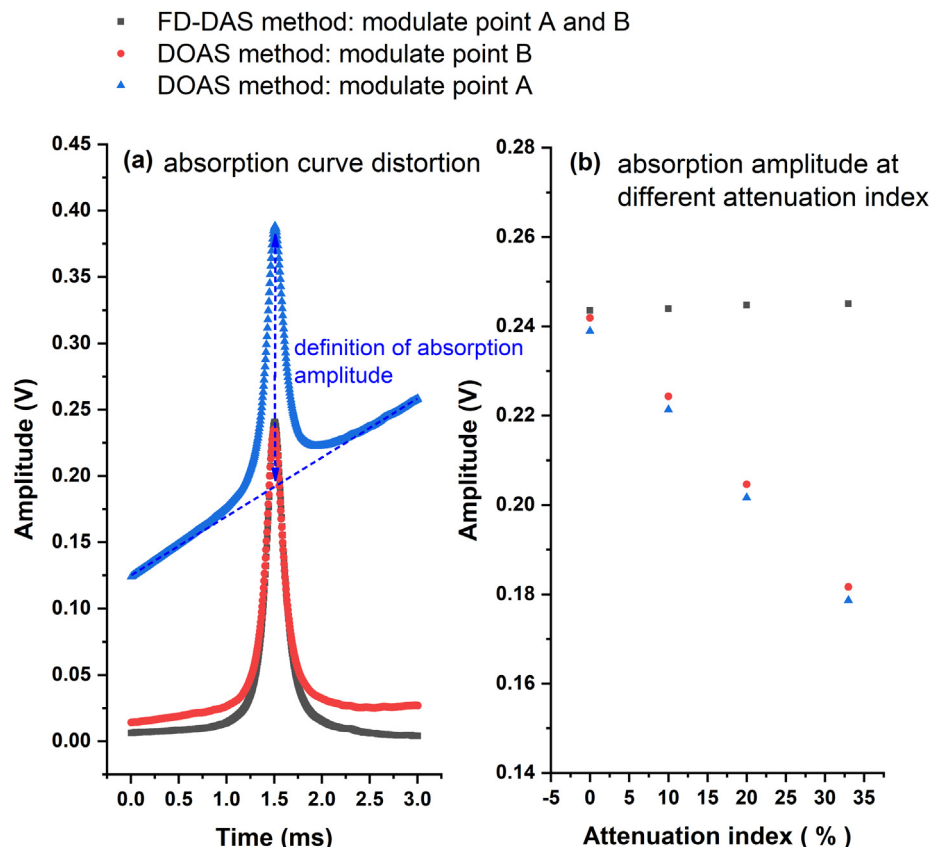 FD-DAS method: modulate point A and B
DOAS method: modulate point B
DOAS method: modulate point A
(a) absorption curve distortion
0.45
0.40
0.35
0.30
0.25
0.20
0.15
0.10
0.05
0.00
Amplitude (V)
definition of absorption
amplitude
0.0 0.5 1.0 1.5 2.0 2.5 3.0
Time (ms)
(b) absorption amplitude at
different attenuation index
0.28
0.26
0.24
0.22
0.20
0.18
0.16
0.14
Amplitude (V)
-5 0 5 10 15 20 25 30 35
Attenuation index ( % )